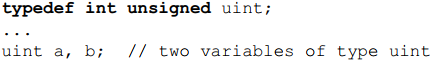 typedef int unsigned uint;
...
uint a, b;  // two variables of type uint